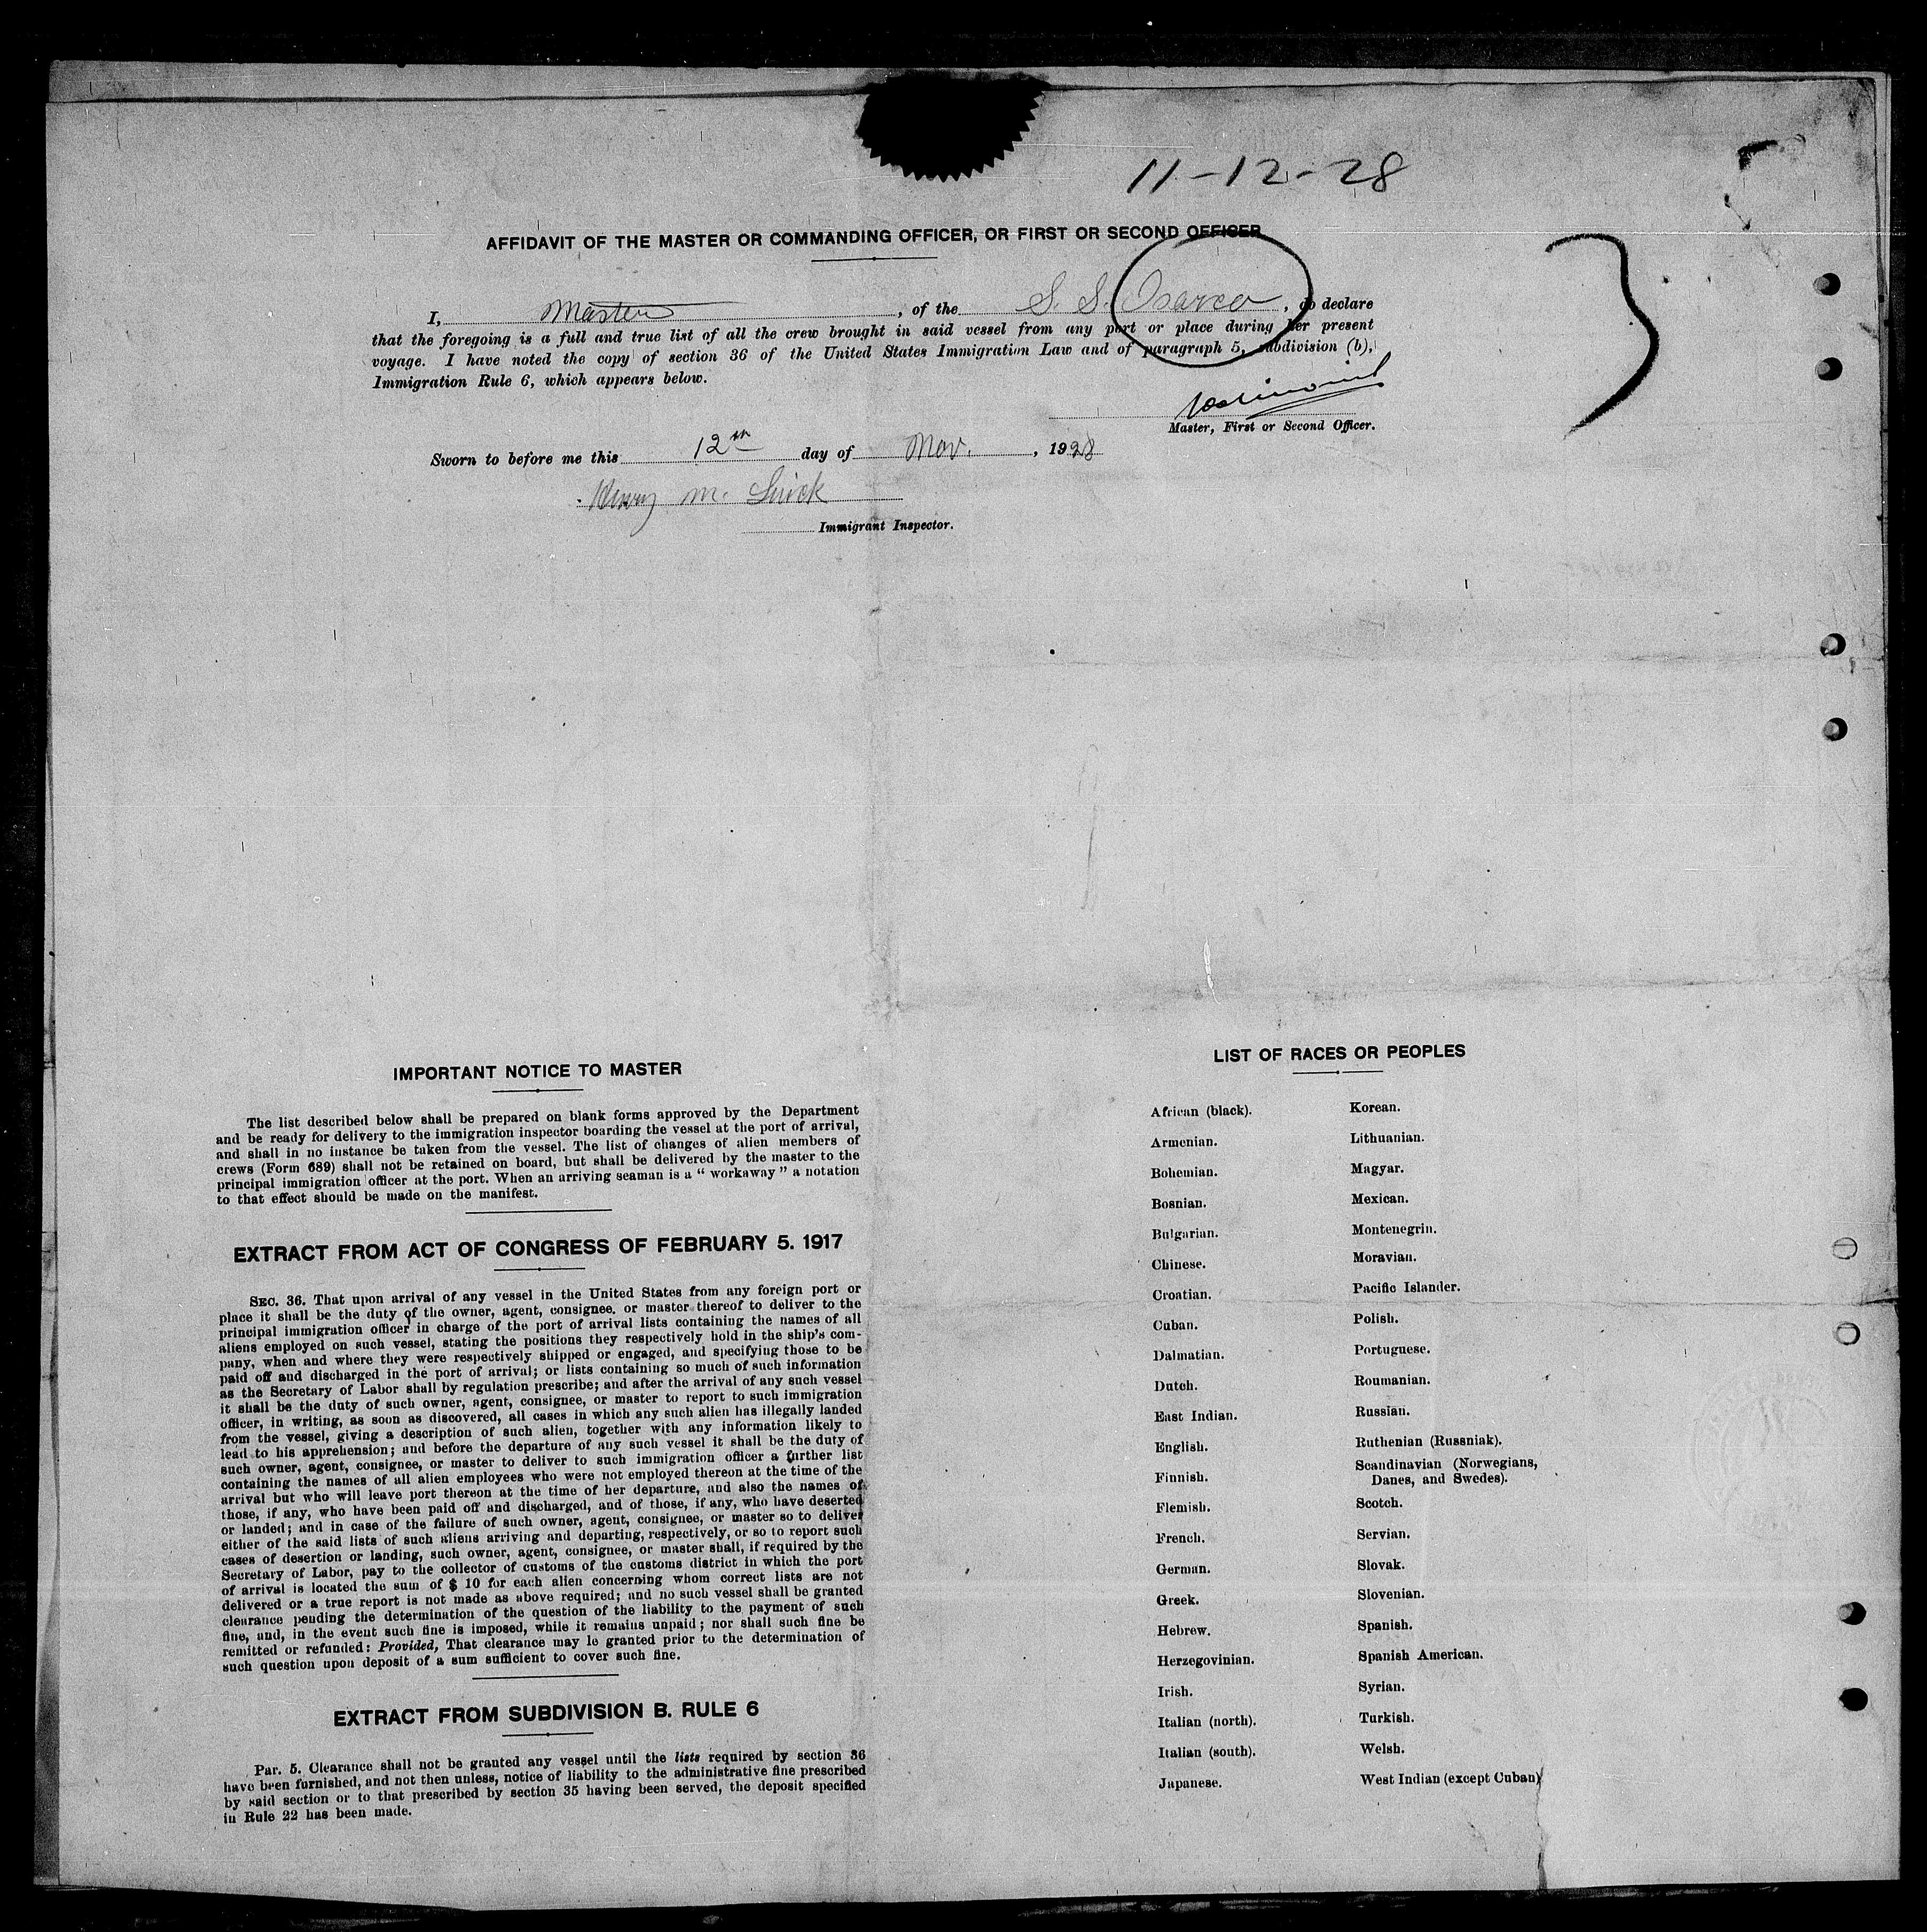 11-12-28
AFFIDAVIT OF THE MASTER OR COMMANDING OFFICER, OR FIRST OR SECOND OFFICER
3
I, Master, of the S. S. Isarco, do declare
that the foregoing is a full and true list of all the crew brought in said vessel from any port or place during her present
voyage. I have noted the copy of section 36 of the United States Immigration Law and of paragraph 5, subdivision (b),
Immigration Rule 6, which appears below.
Master, First or Second Officer.
Sworn to before me this 12th day of Nov., 1928
Henry M.
Immigrant Inspector.
IMPORTANT NOTICE TO MASTER
The list described below shall be prepared on blank forms approved by the Department
and be ready for delivery to the immigration inspector boarding the vessel at the port of arrival,
and shall in no instance be taken from the vessel. The list of changes of alien members of
crews (Form 689) shall not be retained on board, but shall be delivered by the master to the
principal immigration officer at the port. When an arriving seaman is a “ workaway ” a notation
to that effect should be made on the manifest.
EXTRACT FROM ACT OF CONGRESS OF FEBRUARY 5. 1917
SEC. 36. That upon arrival of any vessel in the United States from any foreign port or
place it shall be the duty of the owner, agent, consignee. or master thereof to deliver to the
principal immigration officer in charge of the port of arrival lists containing the names of all
aliens employed on such vessel, stating the positions they respectively hold in the ship's com-
pany, when and where they were respectively shipped or engaged, and specifying those to be
paid off and discharged in the port of arrival; or lists containing so much of such information
as the Secretary of Labor shall by regulation prescribe; and after the arrival of any such vessel
it shall be the duty of such owner, agent, consignee, or master to report to such immigration
officer, in writing, as soon as discovered, all cases in which any such alien has illegally landed
from the vessel, giving a description of such alien, together with any information likely to
lead to his apprehension; and before the departure of any such vessel it shall be the duty of
such owner, agent, consignee, or master to deliver to such immigration officer a further list
containing the names of all alien employees who were not employed thereon at the time of the
arrival but who will leave port thereon at the time of her departure, and also the names of
those, if any, who have been paid off and discharged, and of those, if any, who have deserted
or landed; and in case of the failure of such owner, agent, consignee, or master so to deliver
either of the said lists of such aliens arriving and departing, respectively, or so to report such
cases of desertion or landing, such owner, agent, consignee, or master shall, if required by the
Secretary of Labor, pay to the collector of customs of the customs district in which the port
of arrival is located the sum of $ 10 for each alien concerning whom correct lists are not
delivered or a true report is not made as above required; and no such vessel shall be granted
clearance pending the determination of the question of the liability to the payment of such
fine, and, in the event such fine is imposed, while it remains unpaid; nor shall such fine be
remitted or refunded: Provided, That clearance may le granted prior to the determination of
such question upon deposit of a sum sufficient to cover such fine.
EXTRACT FROM SUBDIVISION B. RULE 6
Par. 5. Clearance shall not be granted any vessel until the lists required by section 36
have been furnished, and not then unless, notice of liability to the administrative fine prescribed
by said section or to that prescribed by section 35 having been served, the deposit specified
in Rule 22 has been made.
LIST OF RACES OR PEOPLES
African (black).
Armenian.
Bohemian.
Bosnian.
Bulgarian.
Chinese.
Croatian.
Cuban.
Dalmatian.
Dutch.
East Indian.
English.
Finnish.
Flemish.
French.
German.
Greek.
Hebrew.
Herzegovinian.
Irish.
Italian (north).
Italian (south).
Japanese.
Korean.
Lithuanian.
Magyar.
Mexican.
Montenegrin.
Moravian.
Pacific Islander.
Polish.
Portuguese.
Roumanian.
Russian.
Ruthenian (Russniak).
Scandinavian (Norwegians,
Danes, and Swedes).
Scotch.
Servian.
Slovak.
Slovenian.
Spanish.
Spanish American.
Syrian.
Turkish.
Welsh.
West Indian (except Cuban)